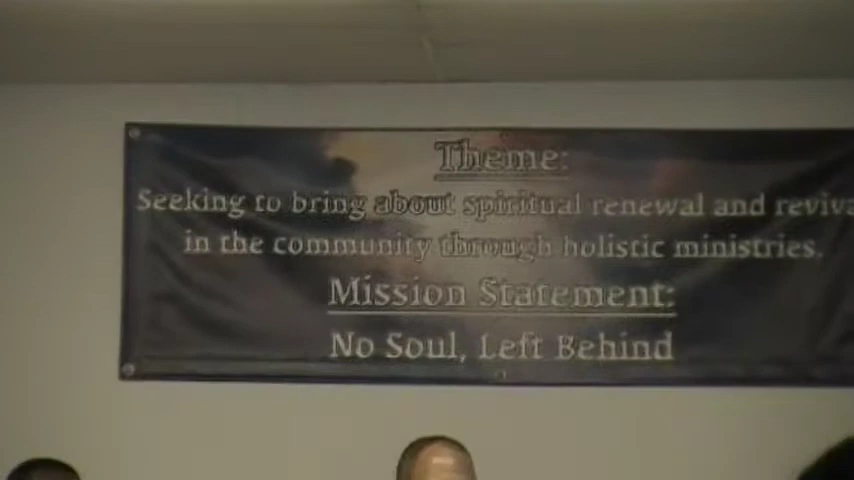 Theme:
Seeking to bring about spiritual renewal and reviva
in the community through holistic ministries.
Mission Statement:
No Soul, Left Behind